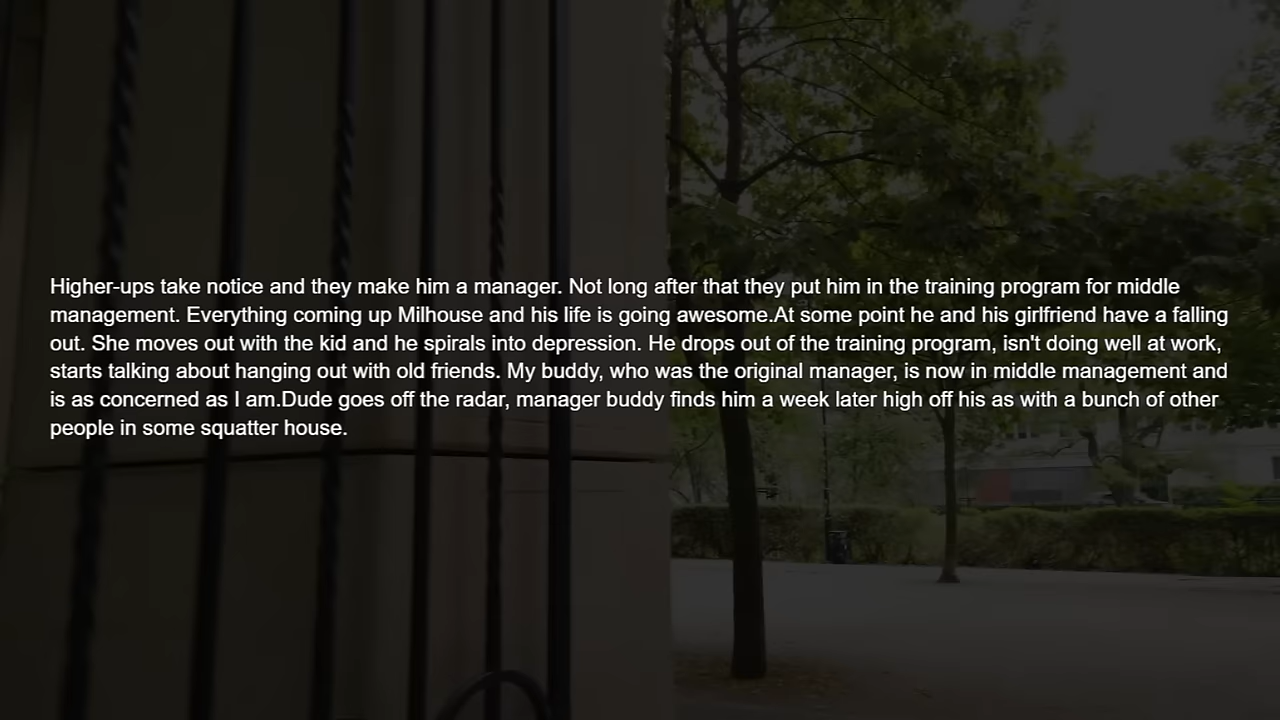 Higher-ups take notice and they make him a manager. Not long after that they put him in the training program for middle
management. Everything coming up Milhouse and his life is going awesome.At some point he and his girlfriend have a falling
out. She moves out with the kid and he spirals into depression. He drops out of the training program, isn't doing well at work,
starts talking about hanging out with old friends. My buddy, who was the original manager, is now in middle management and
is as concerned as I am.Dude goes off the radar, manager buddy finds him a week later high off his as with a bunch of other
people in some squatter house.